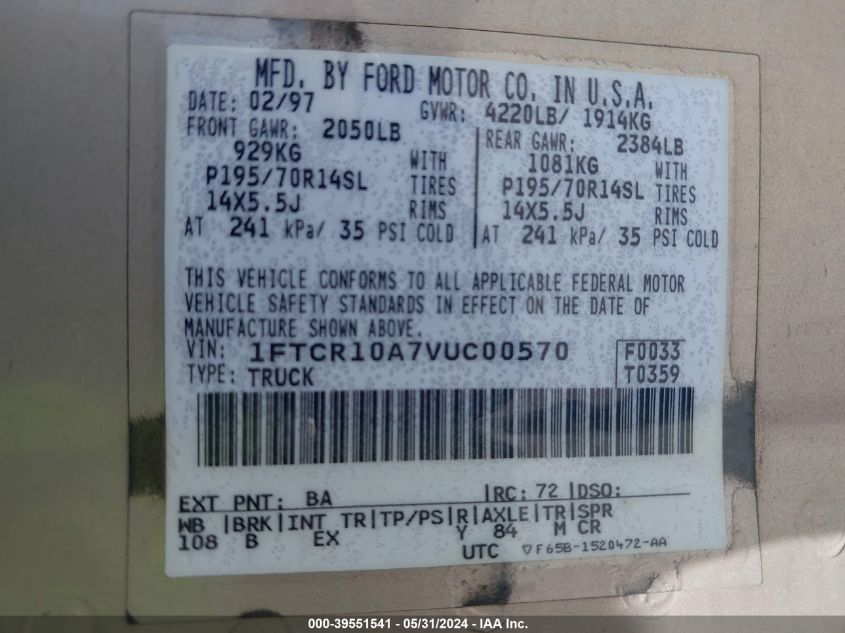 MFD. BY FORD MOTOR CO. IN U.S.A.
DATE: 02/97 GVWR: 4220LB/ 1914KG
FRONT GAWR: 2050LB REAR GAWR: 2384LB
929KG WITH 1081KG WITH
P195/70R14SL TIRES P195/70R14SL TIRES
14X5.5J RIMS 14X5.5J RIMS
AT 241 kPa/ 35 PSI COLD AT 241 kPa/ 35 PSI COLD
THIS VEHICLE CONFORMS TO ALL APPLICABLE FEDERAL MOTOR
VEHICLE SAFETY STANDARDS IN EFFECT ON THE DATE OF
MANUFACTURE SHOWN ABOVE.
VIN: 1FTCR10A7VUC00570 F0033
TYPE: TRUCK T0359
EXT PNT: BA |RC: 72 |DSO:
WB |BRK|INT TR|TP/PS|R|AXLE|TR|SPR
108 B EX Y 84 M CR
UTC ▽F65B-1520472-AA
000-39551541 / 05/31/2024 - IAA Inc.